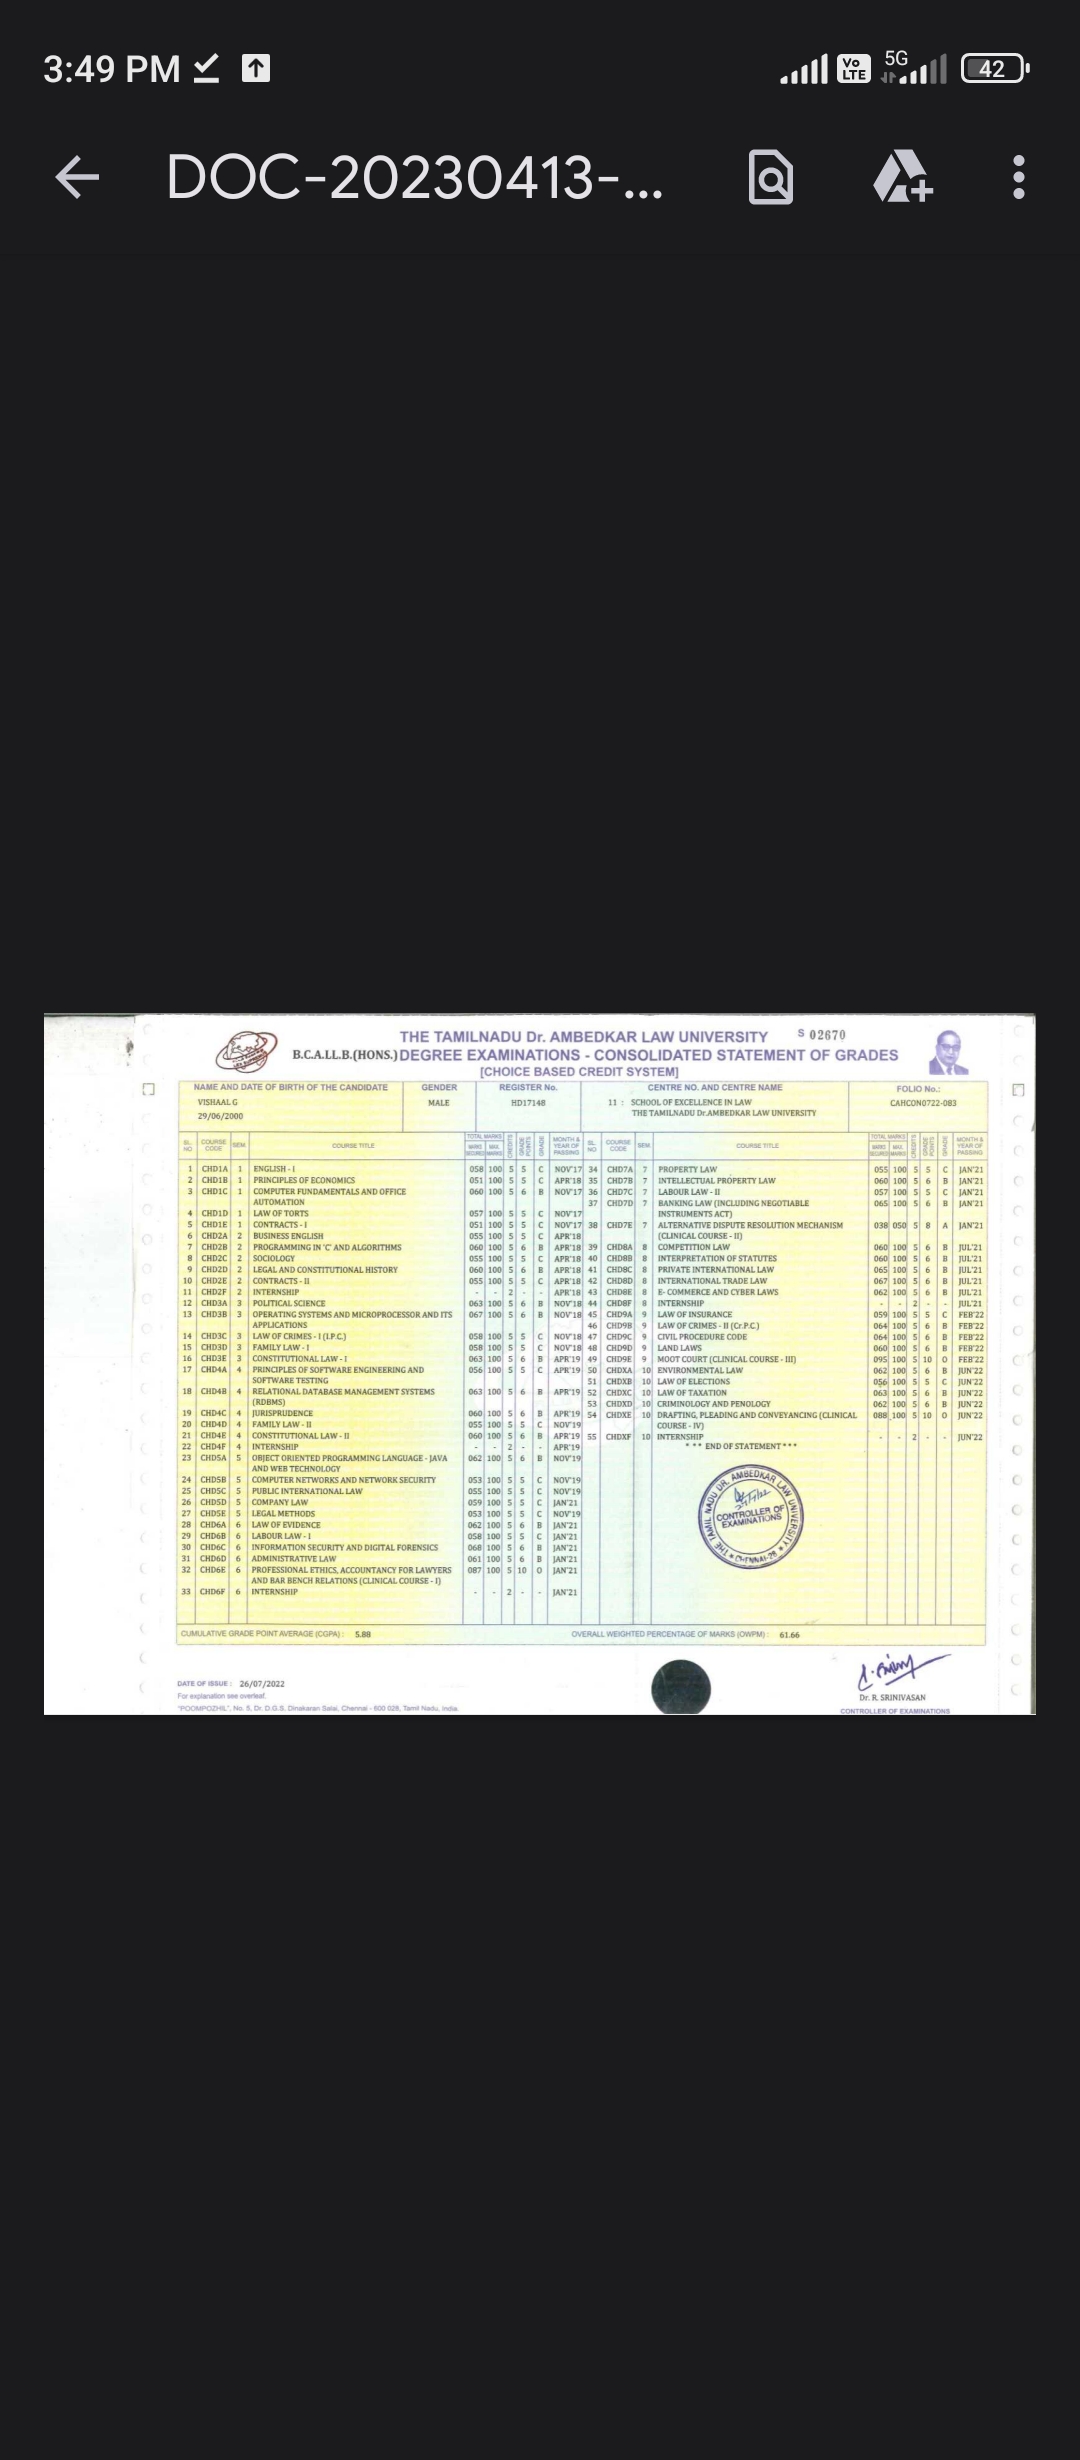 3:49 PM
Vo LTE
5G
42
DOC-20230413-...
THE TAMILNADU Dr. AMBEDKAR LAW UNIVERSITY
S 02670
B.C.A.LL.B.(HONS.) DEGREE EXAMINATIONS - CONSOLIDATED STATEMENT OF GRADES
[CHOICE BASED CREDIT SYSTEM]
NAME AND DATE OF BIRTH OF THE CANDIDATE GENDER REGISTER No. CENTRE NO. AND CENTRE NAME FOLIO No.:
VISHAAL G MALE HD17148 11 : SCHOOL OF EXCELLENCE IN LAW CAHCON0722-083
29/06/2000 THE TAMILNADU Dr.AMBEDKAR LAW UNIVERSITY
SL. NO COURSE CODE SEM COURSE TITLE TOTAL MARKS MARKS SECURED MAX. MARKS CREDITS GRADE POINTS GRADE MONTH & YEAR OF PASSING
1 CHD1A 1 ENGLISH - I 058 100 5 5 C NOV'17
2 CHD1B 1 PRINCIPLES OF ECONOMICS 051 100 5 5 C APR'18
3 CHD1C 1 COMPUTER FUNDAMENTALS AND OFFICE 060 100 5 6 B NOV'17
AUTOMATION
4 CHD1D 1 LAW OF TORTS 057 100 5 5 C NOV'17
5 CHD1E 1 CONTRACTS - I 051 100 5 5 C NOV'17
6 CHD2A 2 BUSINESS ENGLISH 055 100 5 5 C APR'18
7 CHD2B 2 PROGRAMMING IN 'C' AND ALGORITHMS 060 100 5 6 B APR'18
8 CHD2C 2 SOCIOLOGY 055 100 5 5 C APR'18
9 CHD2D 2 LEGAL AND CONSTITUTIONAL HISTORY 060 100 5 6 B APR'18
10 CHD2E 2 CONTRACTS - II 055 100 5 5 C APR'18
11 CHD2F 2 INTERNSHIP - - 2 - - APR'18
12 CHD3A 3 POLITICAL SCIENCE 063 100 5 6 B NOV'18
13 CHD3B 3 OPERATING SYSTEMS AND MICROPROCESSOR AND ITS 067 100 5 6 B NOV'18
APPLICATIONS
14 CHD3C 3 LAW OF CRIMES - I (I.P.C.) 058 100 5 5 C NOV'18
15 CHD3D 3 FAMILY LAW - I 058 100 5 5 C NOV'18
16 CHD3E 3 CONSTITUTIONAL LAW - I 063 100 5 6 B APR'19
17 CHD4A 4 PRINCIPLES OF SOFTWARE ENGINEERING AND 056 100 5 5 C APR'19
SOFTWARE TESTING
18 CHD4B 4 RELATIONAL DATABASE MANAGEMENT SYSTEMS 063 100 5 6 B APR'19
(RDBMS)
19 CHD4C 4 JURISPRUDENCE 060 100 5 6 B APR'19
20 CHD4D 4 FAMILY LAW - II 055 100 5 5 C NOV'19
21 CHD4E 4 CONSTITUTIONAL LAW - II 060 100 5 6 B APR'19
22 CHD4F 4 INTERNSHIP - - 2 - - APR'19
23 CHD5A 5 OBJECT ORIENTED PROGRAMMING LANGUAGE - JAVA 062 100 5 6 B NOV'19
AND WEB TECHNOLOGY
24 CHD5B 5 COMPUTER NETWORKS AND NETWORK SECURITY 053 100 5 5 C NOV'19
25 CHD5C 5 PUBLIC INTERNATIONAL LAW 055 100 5 5 C NOV'19
26 CHD5D 5 COMPANY LAW 059 100 5 5 C JAN'21
27 CHD5E 5 LEGAL METHODS 053 100 5 5 C NOV'19
28 CHD6A 6 LAW OF EVIDENCE 062 100 5 6 B JAN'21
29 CHD6B 6 LABOUR LAW - I 058 100 5 5 C JAN'21
30 CHD6C 6 INFORMATION SECURITY AND DIGITAL FORENSICS 068 100 5 6 B JAN'21
31 CHD6D 6 ADMINISTRATIVE LAW 061 100 5 6 B JAN'21
32 CHD6E 6 PROFESSIONAL ETHICS, ACCOUNTANCY FOR LAWYERS 087 100 5 10 O JAN'21
AND BAR BENCH RELATIONS (CLINICAL COURSE - I)
33 CHD6F 6 INTERNSHIP - - 2 - - JAN'21
SL. NO COURSE CODE SEM COURSE TITLE TOTAL MARKS MARKS SECURED MAX. MARKS CREDITS GRADE POINTS GRADE MONTH & YEAR OF PASSING
34 CHD7A 7 PROPERTY LAW 055 100 5 5 C JAN'21
35 CHD7B 7 INTELLECTUAL PROPERTY LAW 060 100 5 6 B JAN'21
36 CHD7C 7 LABOUR LAW - II 057 100 5 5 C JAN'21
37 CHD7D 7 BANKING LAW (INCLUDING NEGOTIABLE 065 100 5 6 B JAN'21
INSTRUMENTS ACT)
38 CHD7E 7 ALTERNATIVE DISPUTE RESOLUTION MECHANISM 038 050 5 8 A JAN'21
(CLINICAL COURSE - II)
39 CHD8A 8 COMPETITION LAW 060 100 5 6 B JUL'21
40 CHD8B 8 INTERPRETATION OF STATUTES 060 100 5 6 B JUL'21
41 CHD8C 8 PRIVATE INTERNATIONAL LAW 065 100 5 6 B JUL'21
42 CHD8D 8 INTERNATIONAL TRADE LAW 067 100 5 6 B JUL'21
43 CHD8E 8 E- COMMERCE AND CYBER LAWS 062 100 5 6 B JUL'21
44 CHD8F 8 INTERNSHIP - - 2 - - JUL'21
45 CHD9A 9 LAW OF INSURANCE 059 100 5 5 C FEB'22
46 CHD9B 9 LAW OF CRIMES - II (Cr.P.C.) 064 100 5 6 B FEB'22
47 CHD9C 9 CIVIL PROCEDURE CODE 064 100 5 6 B FEB'22
48 CHD9D 9 LAND LAWS 060 100 5 6 B FEB'22
49 CHD9E 9 MOOT COURT (CLINICAL COURSE - III) 095 100 5 10 O FEB'22
50 CHDXA 10 ENVIRONMENTAL LAW 062 100 5 6 B JUN'22
51 CHDXB 10 LAW OF ELECTIONS 056 100 5 5 C JUN'22
52 CHDXC 10 LAW OF TAXATION 063 100 5 6 B JUN'22
53 CHDXD 10 CRIMINOLOGY AND PENOLOGY 062 100 5 6 B JUN'22
54 CHDXE 10 DRAFTING, PLEADING AND CONVEYANCING (CLINICAL 088 100 5 10 O JUN'22
COURSE - IV)
55 CHDXF 10 INTERNSHIP - - 2 - - JUN'22
*** END OF STATEMENT ***
THE TAMIL NADU DR. AMBEDKAR LAW UNIVERSITY
CONTROLLER OF
EXAMINATIONS
* CHENNAI-28 *
CUMULATIVE GRADE POINT AVERAGE (CGPA) : 5.88 OVERALL WEIGHTED PERCENTAGE OF MARKS (OWPM) : 61.66
DATE OF ISSUE : 26/07/2022
For explanation see overleaf.
"POOMPOZHIL", No. 5, Dr. D.G.S. Dinakaran Salai, Chennai - 600 028, Tamil Nadu, India.
Dr. R. SRINIVASAN
CONTROLLER OF EXAMINATIONS